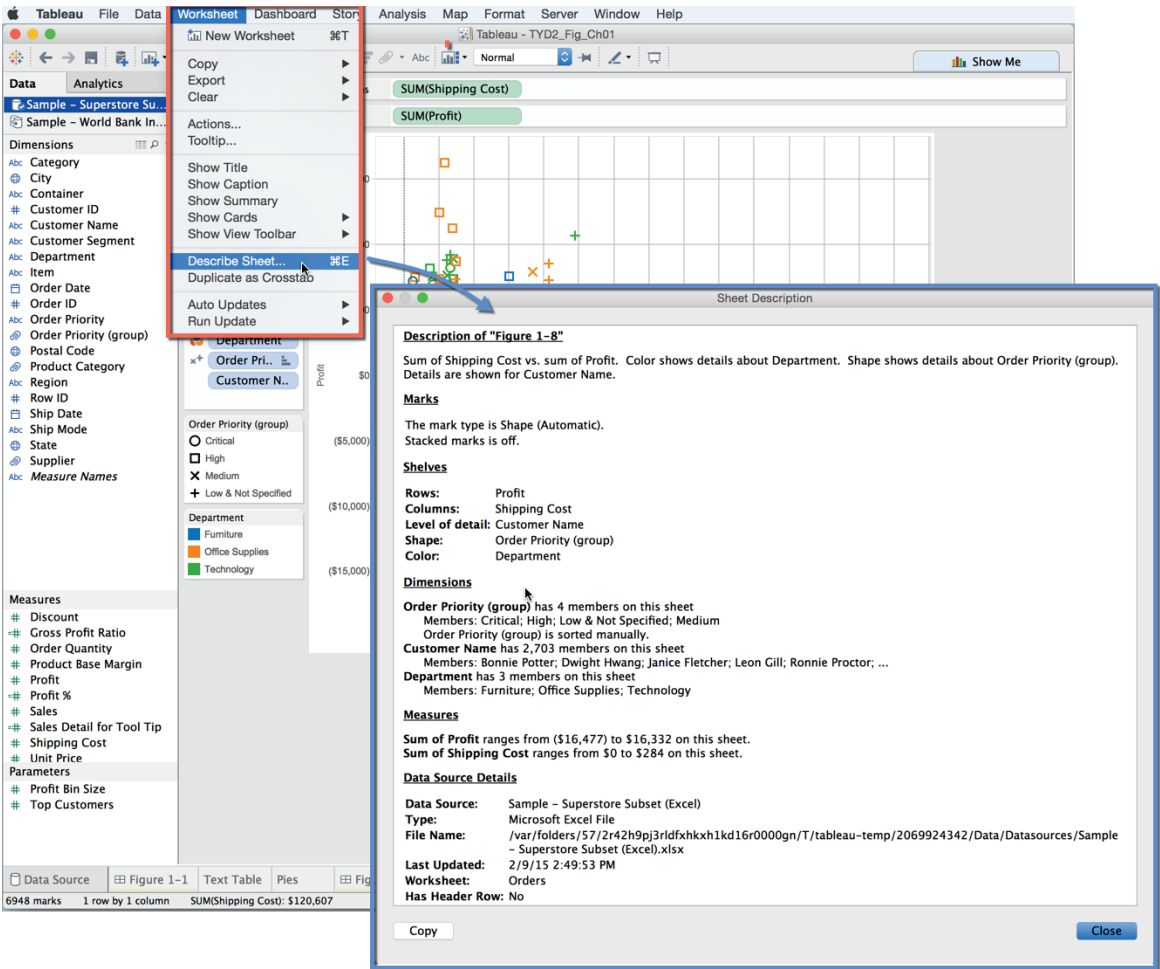 Tableau File Data Worksheet Dashboard Story Analysis Map Format Server Window Help
Tableau - TYD2_Fig_Ch01
New Worksheet ⌘T
Copy
Export
Clear
Actions...
Tooltip...
Show Title
Show Caption
Show Summary
Show Cards
Show View Toolbar
Describe Sheet... ⌘E
Duplicate as Crosstab
Auto Updates
Run Update
Abc Normal
Show Me
Data Analytics
Sample - Superstore Su...
Sample - World Bank In...
SUM(Shipping Cost)
SUM(Profit)
Dimensions
Abc Category
City
Abc Container
# Customer ID
Abc Customer Name
Abc Customer Segment
Abc Department
Abc Item
Order Date
# Order ID
Abc Order Priority
Order Priority (group)
Postal Code
Product Category
Abc Region
# Row ID
Ship Date
Abc Ship Mode
State
Supplier
Abc Measure Names
Measures
# Discount
=# Gross Profit Ratio
# Order Quantity
# Product Base Margin
# Profit
=# Profit %
# Sales
=# Sales Detail for Tool Tip
# Shipping Cost
# Unit Price
Parameters
# Profit Bin Size
# Top Customers
Department
Order Pri..
Customer N..
Order Priority (group)
Critical
High
Medium
Low & Not Specified
Department
Furniture
Office Supplies
Technology
Profit
$0
($5,000)
($10,000)
($15,000)
Sheet Description
Description of "Figure 1-8"
Sum of Shipping Cost vs. sum of Profit. Color shows details about Department. Shape shows details about Order Priority (group).
Details are shown for Customer Name.
Marks
The mark type is Shape (Automatic).
Stacked marks is off.
Shelves
Rows: Profit
Columns: Shipping Cost
Level of detail: Customer Name
Shape: Order Priority (group)
Color: Department
Dimensions
Order Priority (group) has 4 members on this sheet
Members: Critical; High; Low & Not Specified; Medium
Order Priority (group) is sorted manually.
Customer Name has 2,703 members on this sheet
Members: Bonnie Potter; Dwight Hwang; Janice Fletcher; Leon Gill; Ronnie Proctor; ...
Department has 3 members on this sheet
Members: Furniture; Office Supplies; Technology
Measures
Sum of Profit ranges from ($16,477) to $16,332 on this sheet.
Sum of Shipping Cost ranges from $0 to $284 on this sheet.
Data Source Details
Data Source: Sample - Superstore Subset (Excel)
Type: Microsoft Excel File
File Name: /var/folders/57/2r42h9pj3rldfxhkxh1kd16r0000gn/T/tableau-temp/2069924342/Data/Datasources/Sample
- Superstore Subset (Excel).xlsx
Last Updated: 2/9/15 2:49:53 PM
Worksheet: Orders
Has Header Row: No
Copy Close
Data Source Figure 1-1 Text Table Pies Fig
6948 marks 1 row by 1 column SUM(Shipping Cost): $120,607